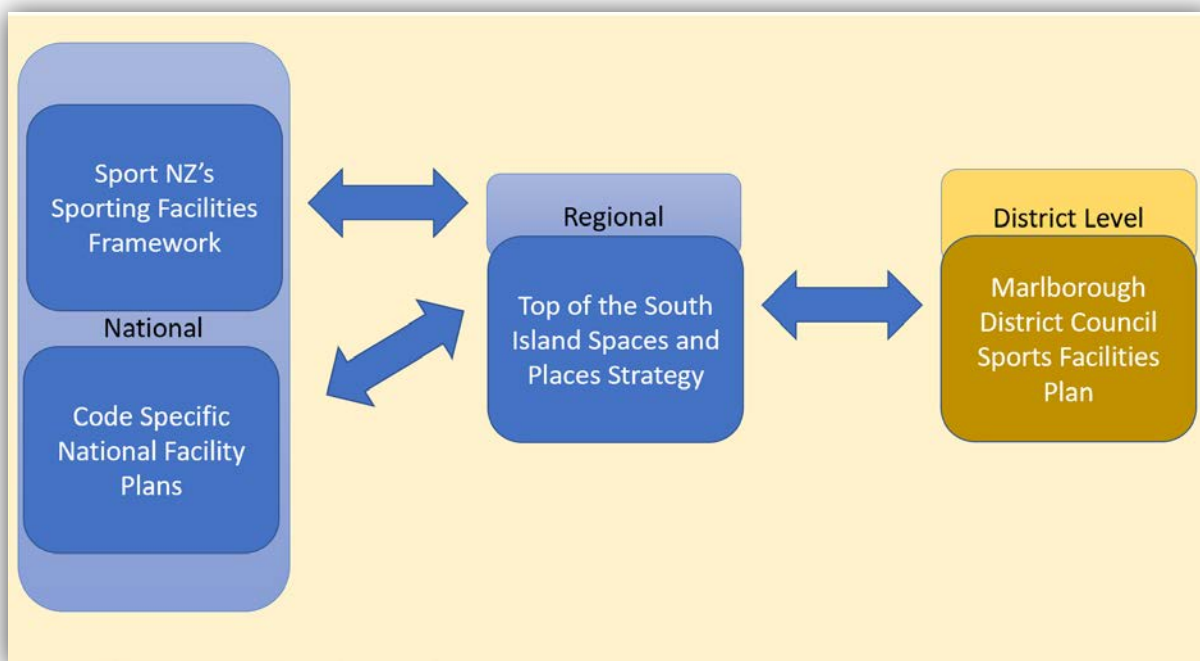 Sport NZ’s
Sporting Facilities
Framework
National
Code Specific
National Facility
Plans
Regional
Top of the South
Island Spaces and
Places Strategy
District Level
Marlborough
District Council
Sports Facilities
Plan